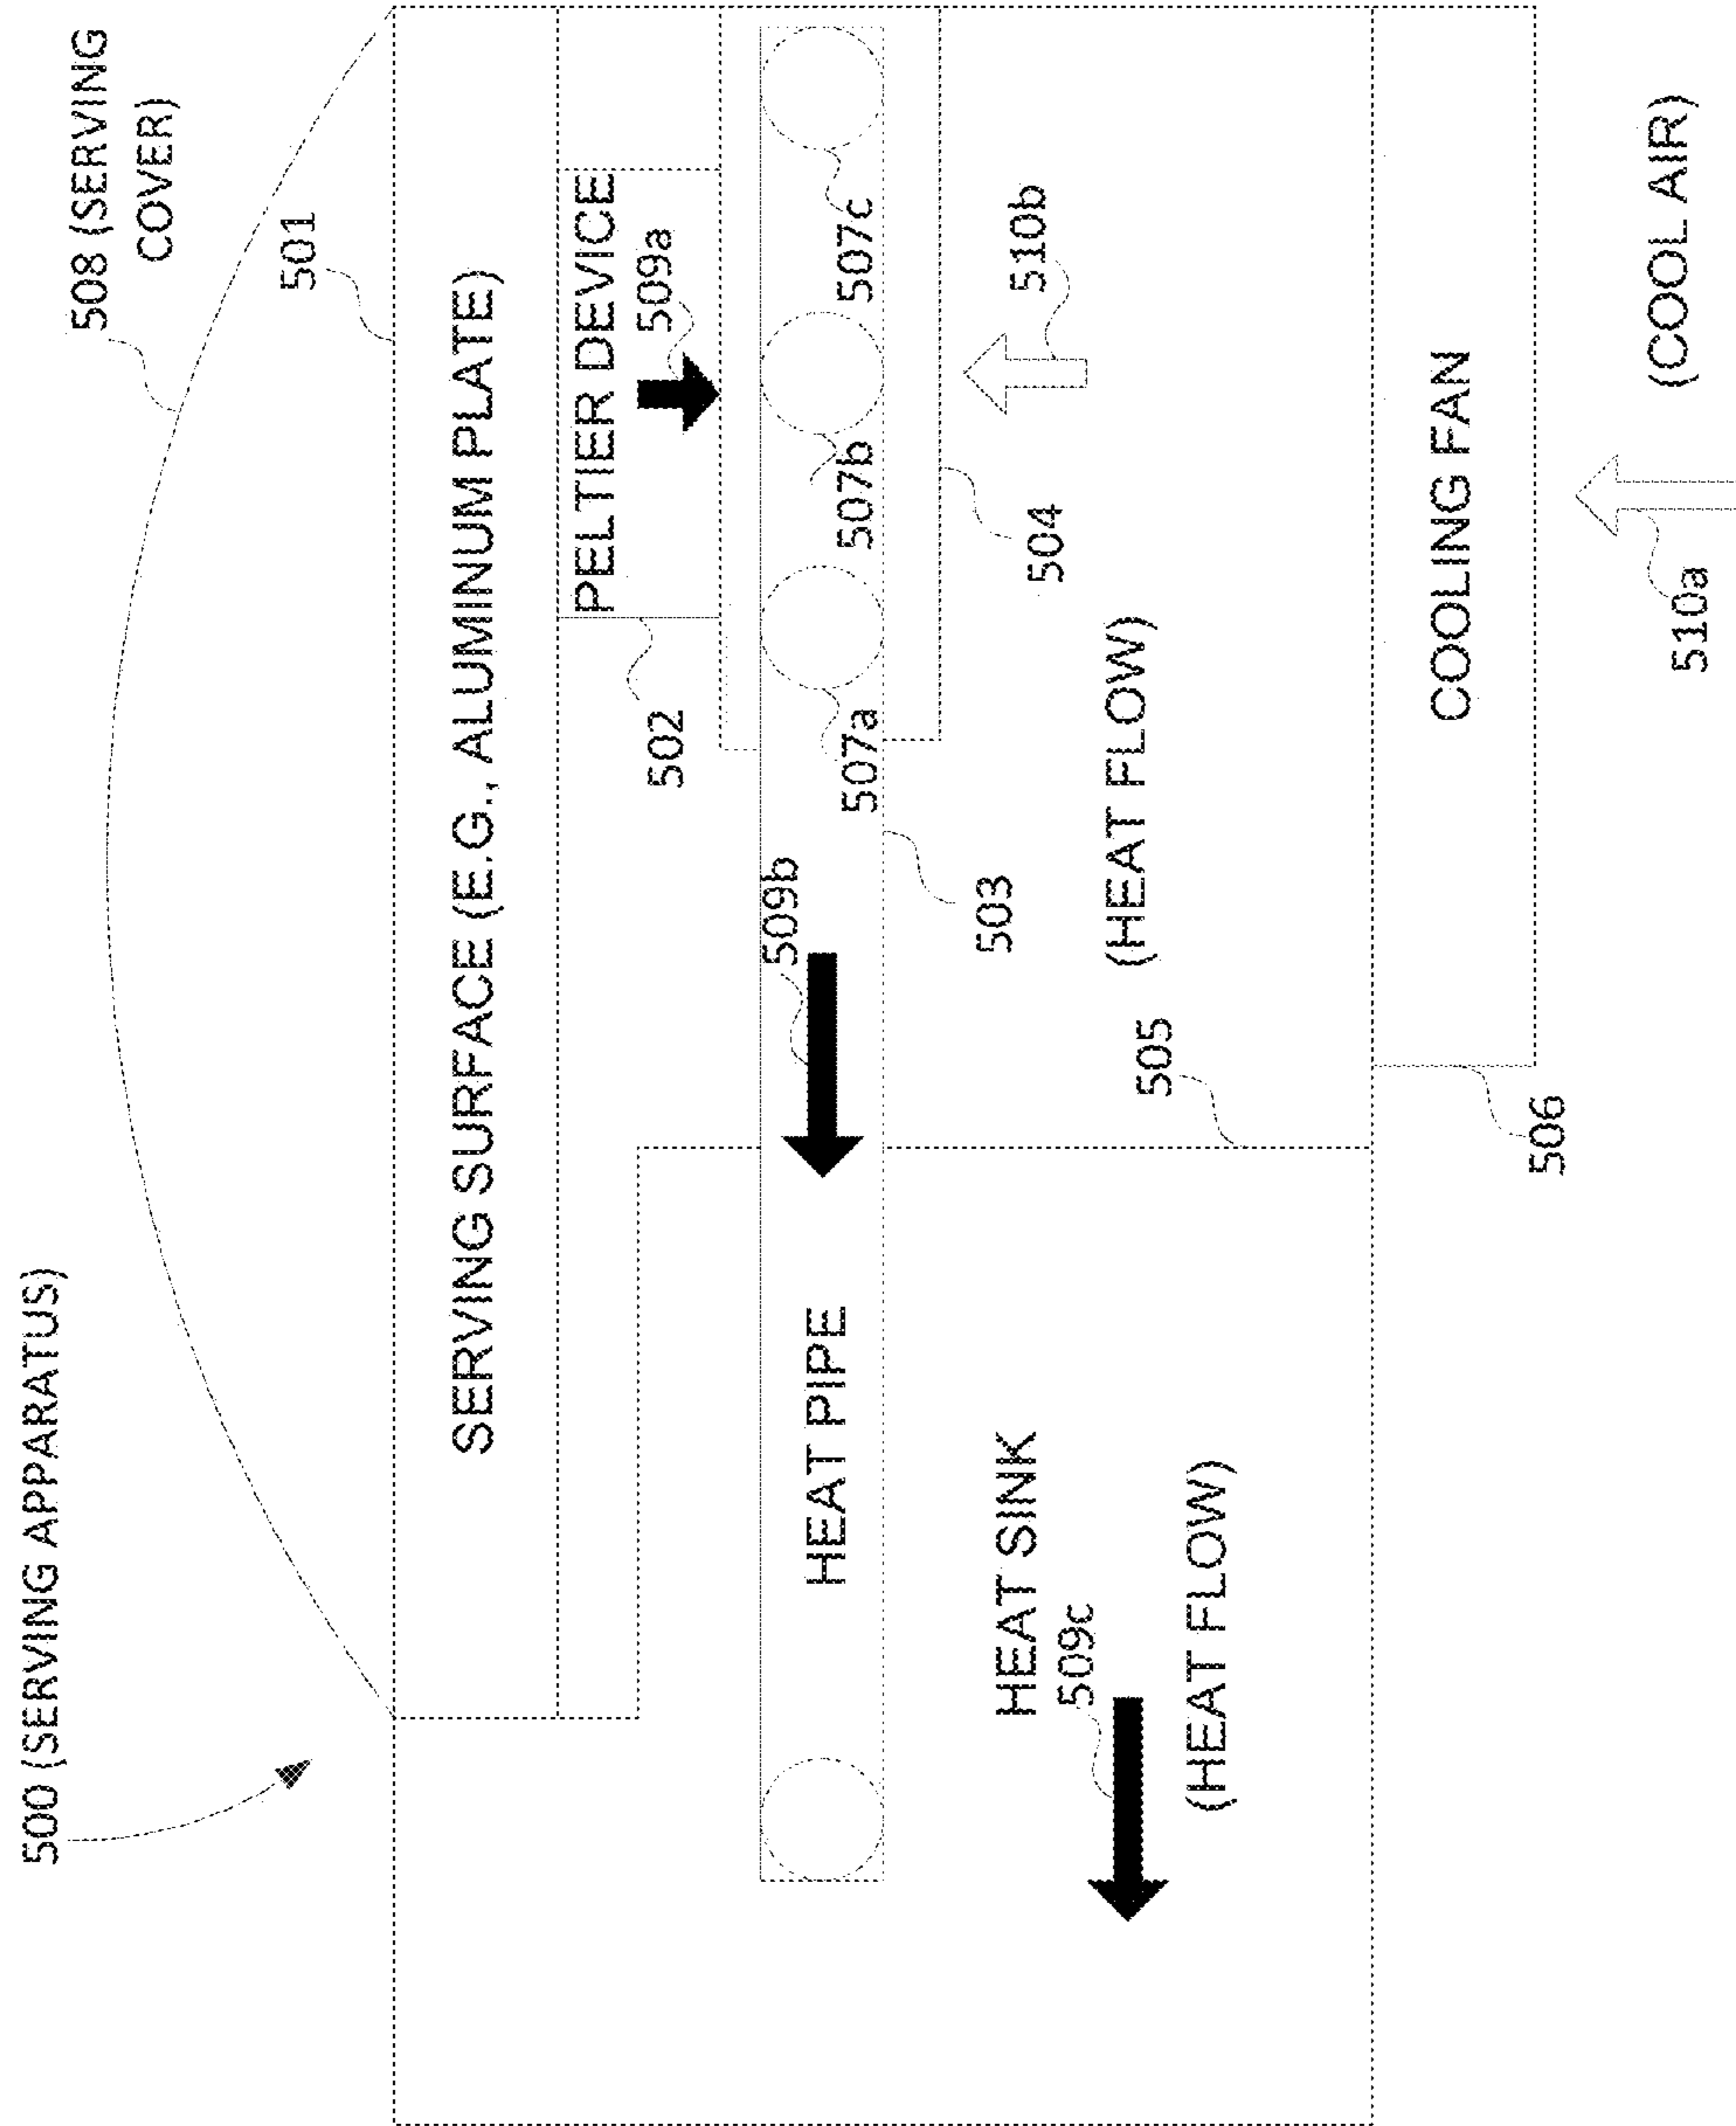 500 (SERVING APPARATUS)
508 (SERVING
COVER)
501
SERVING SURFACE (E.G., ALUMINUM PLATE)
PELTIER DEVICE
502
509a
509b
HEAT PIPE
507a
507b
507c
503
504
510b
HEAT SINK
509c
(HEAT FLOW)
505
(HEAT FLOW)
COOLING FAN
506
510a
(COOL AIR)